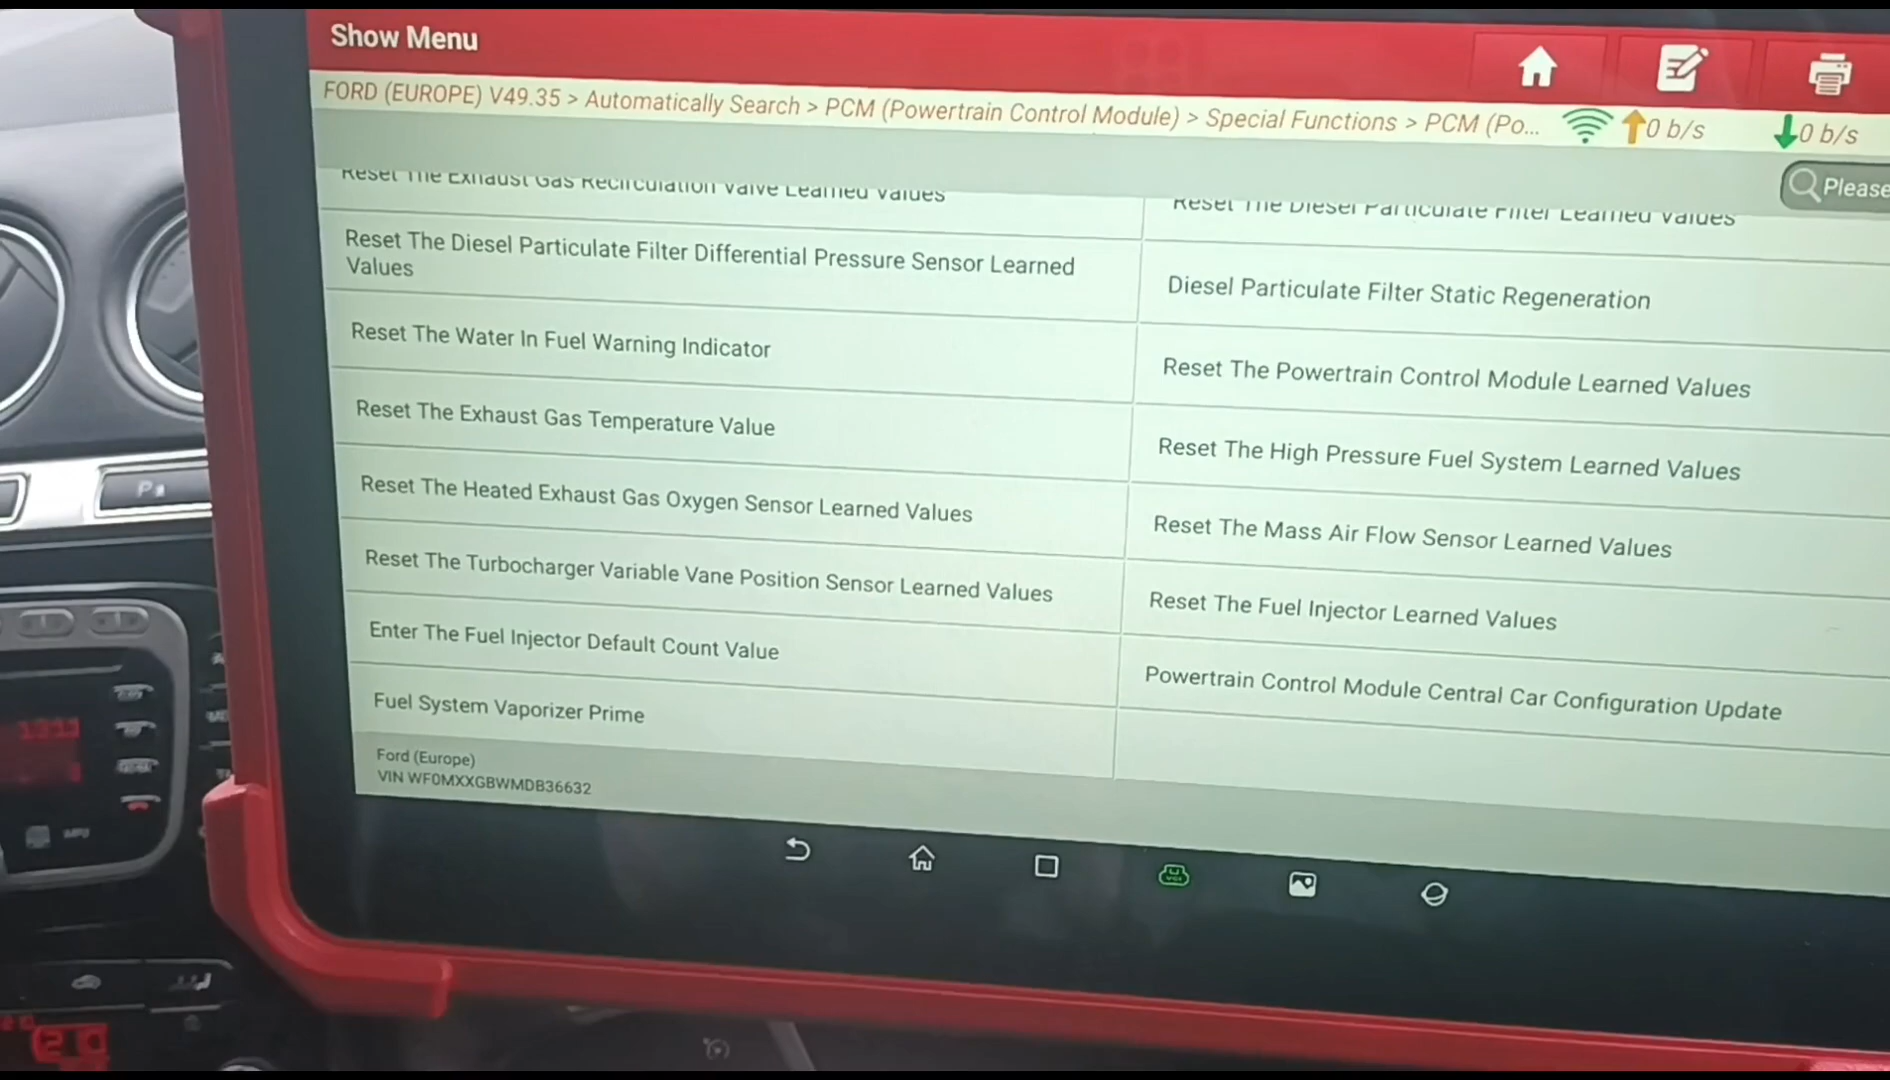 Show Menu
FORD (EUROPE) V49.35 > Automatically Search > PCM (Powertrain Control Module) > Special Functions > PCM (Po...
0 b/s
0 b/s
Please
Reset The Exhaust Gas Recirculation Valve Learned Values
Reset The Diesel Particulate Filter Learned Values
Reset The Diesel Particulate Filter Differential Pressure Sensor Learned
Values
Diesel Particulate Filter Static Regeneration
Reset The Water In Fuel Warning Indicator
Reset The Powertrain Control Module Learned Values
Reset The Exhaust Gas Temperature Value
Reset The High Pressure Fuel System Learned Values
Reset The Heated Exhaust Gas Oxygen Sensor Learned Values
Reset The Mass Air Flow Sensor Learned Values
Reset The Turbocharger Variable Vane Position Sensor Learned Values
Reset The Fuel Injector Learned Values
Enter The Fuel Injector Default Count Value
Powertrain Control Module Central Car Configuration Update
Fuel System Vaporizer Prime
Ford (Europe)
VIN WF0MXXGBWMDB36632